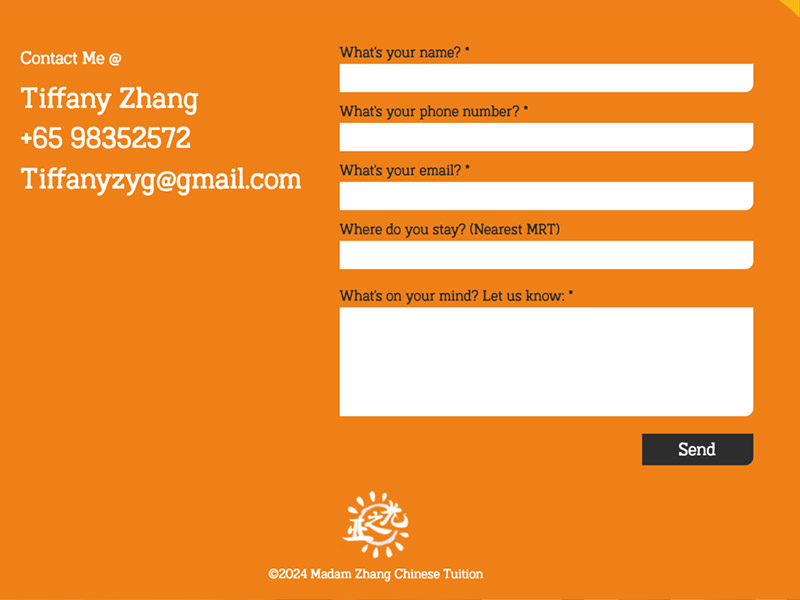 Contact Me @
Tiffany Zhang
+65 98352572
Tiffanyzyg@gmail.com
What's your name? *
What's your phone number? *
What's your email? *
Where do you stay? (Nearest MRT)
What's on your mind? Let us know: *
Send
之光
©2024 Madam Zhang Chinese Tuition